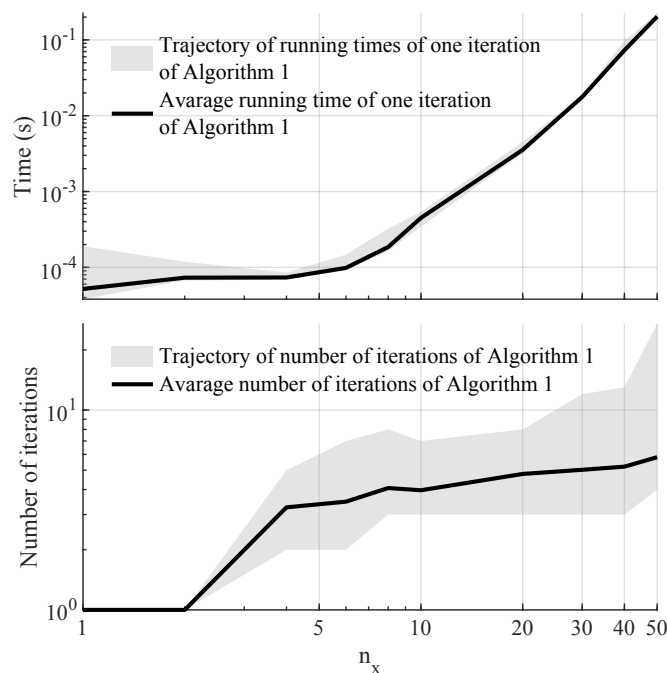 10^-1
10^-2
10^-3
10^-4
Time (s)
Trajectory of running times of one iteration
of Algorithm 1
Avarage running time of one iteration
of Algorithm 1
10^1
10^0
Number of iterations
Trajectory of number of iterations of Algorithm 1
Avarage number of iterations of Algorithm 1
1 5 10 20 30 40 50
n_x